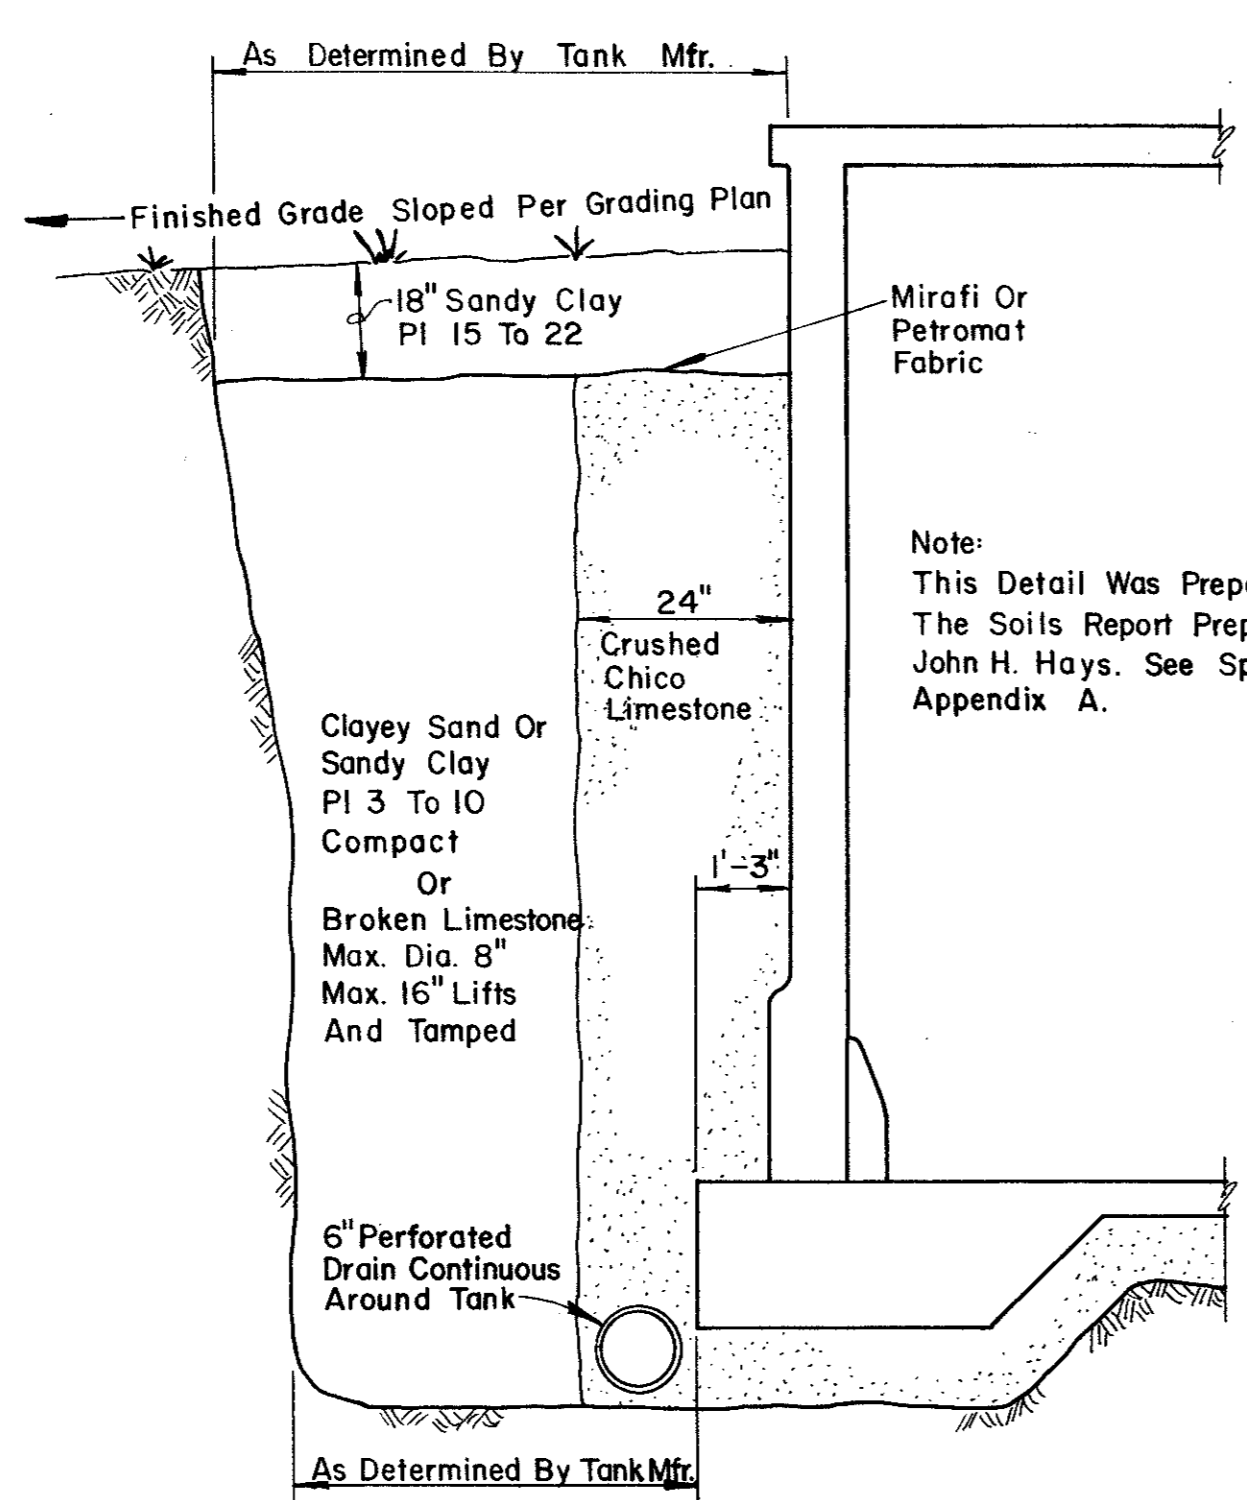 As Determined By Tank Mfr.
Finished Grade Sloped Per Grading Plan
18" Sandy Clay
PI 15 To 22
Mirafi Or
Petromat
Fabric
24"
Crushed
Chico
Limestone
Note:
This Detail Was
The Soils Report
John H. Hays. See
Appendix A.
Clayey Sand Or
Sandy Clay
PI 3 To 10
Compact
Or
Broken Limestone
Max. Dia. 8"
Max. 16" Lifts
And Tamped
1'-3"
6" Perforated
Drain Continuous
Around Tank
As Determined By Tank Mfr.